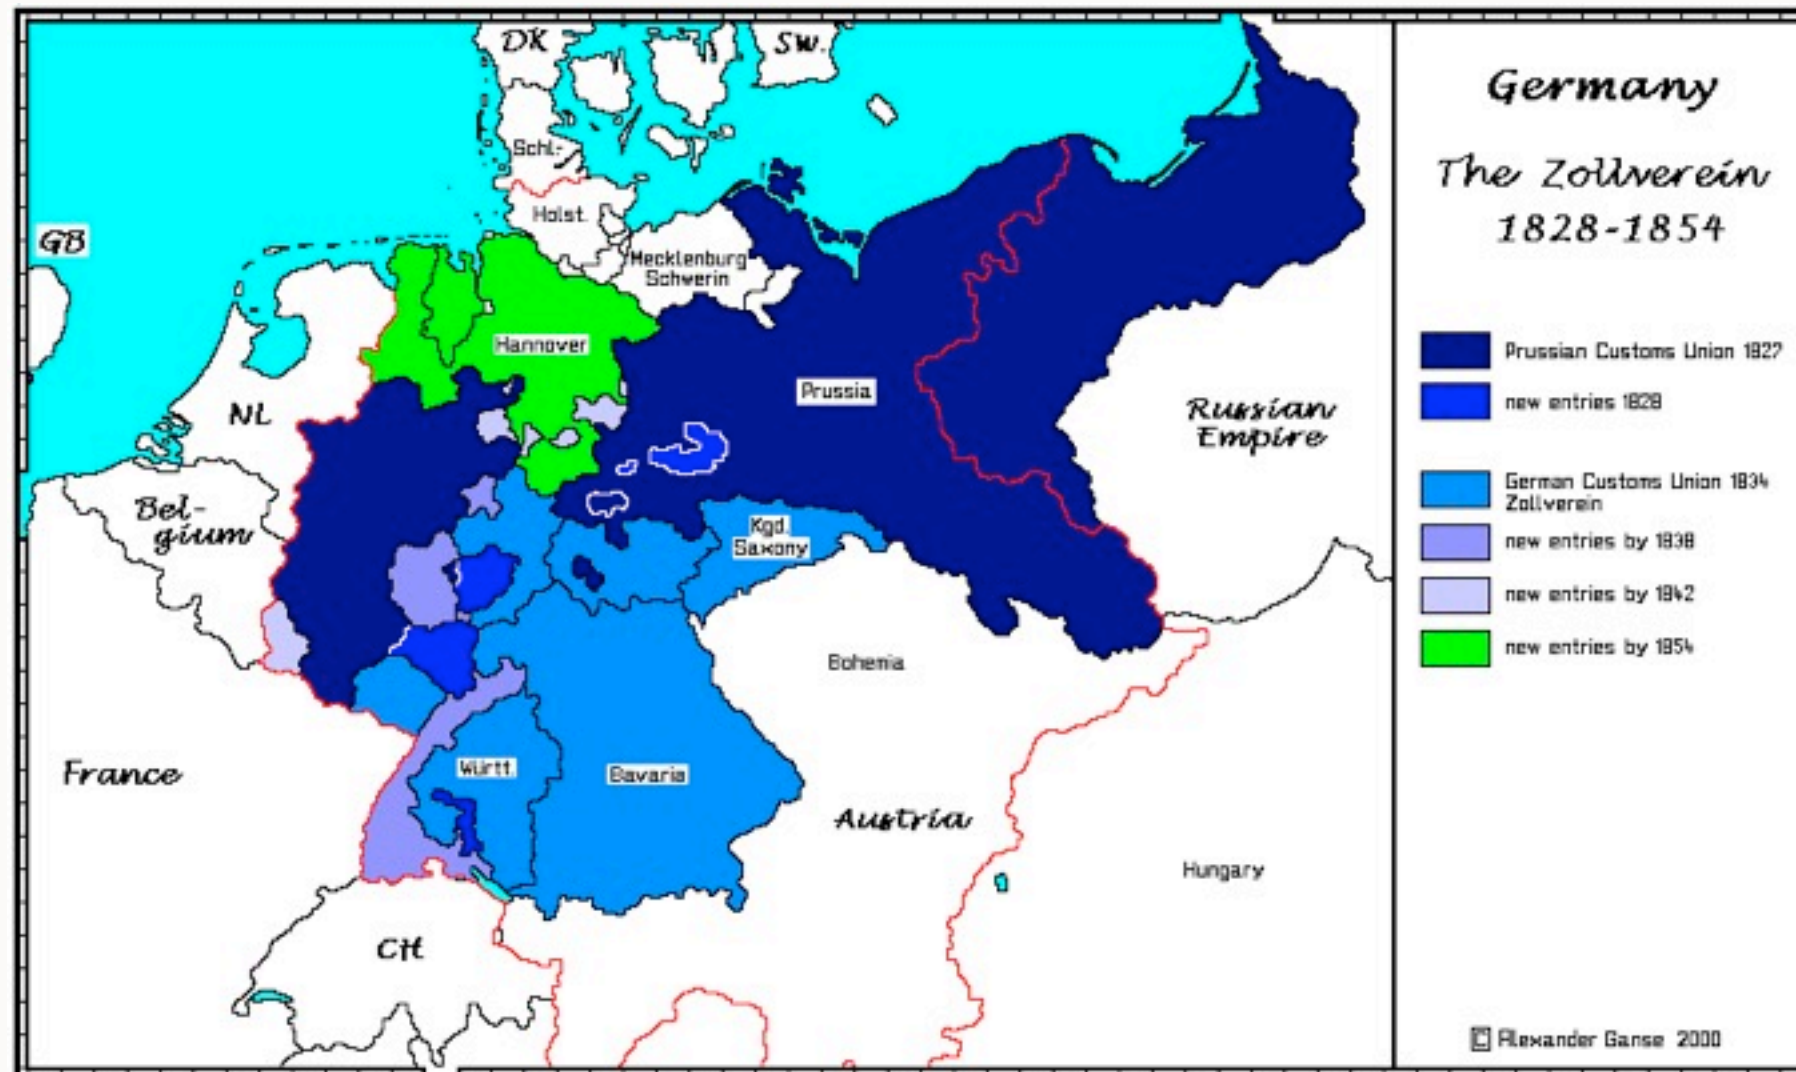 Germany
The Zollverein
1828-1854
Prussian Customs Union 1827
new entries 1828
German Customs Union 1834
Zollverein
new entries by 1838
new entries by 1842
new entries by 1854
© Alexander Ganse 2000
DK
SW.
Schl.-
Holst.
GB
Mecklenburg
Schwerin
Hannover
Prussia
NL
Russian
Empire
Bel-
gium
Kgd.
Saxony
Bohemia
France
Württ.
Bavaria
Austria
Hungary
CH